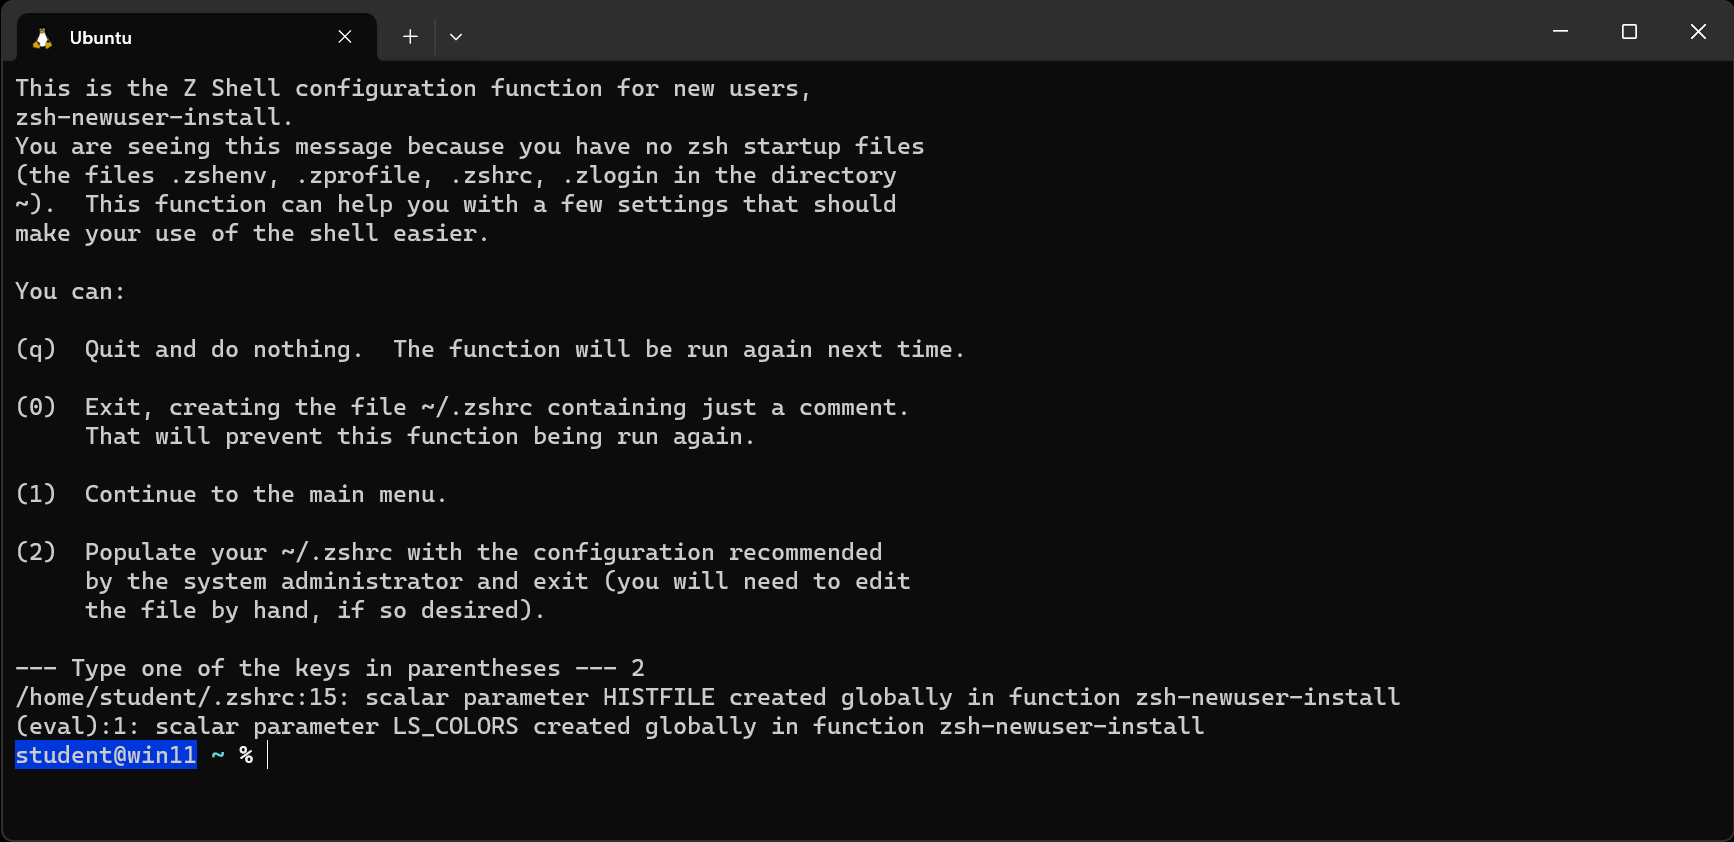 Ubuntu
This is the Z Shell configuration function for new users,
zsh-newuser-install.
You are seeing this message because you have no zsh startup files
(the files .zshenv, .zprofile, .zshrc, .zlogin in the directory
~).  This function can help you with a few settings that should
make your use of the shell easier.

You can:

(q)  Quit and do nothing.  The function will be run again next time.

(0)  Exit, creating the file ~/.zshrc containing just a comment.
     That will prevent this function being run again.

(1)  Continue to the main menu.

(2)  Populate your ~/.zshrc with the configuration recommended
     by the system administrator and exit (you will need to edit
     the file by hand, if so desired).

--- Type one of the keys in parentheses --- 2
/home/student/.zshrc:15: scalar parameter HISTFILE created globally in function zsh-newuser-install
(eval):1: scalar parameter LS_COLORS created globally in function zsh-newuser-install
student@win11 ~ %